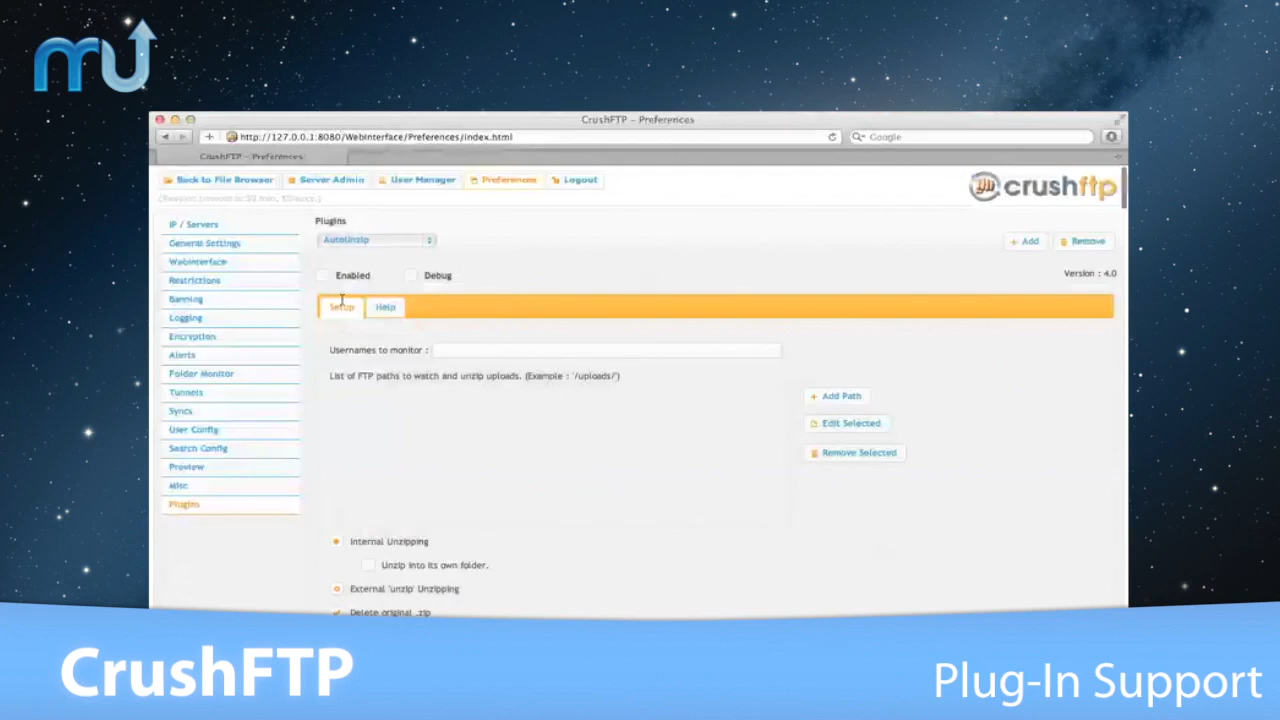 mu
CrushFTP – Preferences
http://127.0.0.1:8080/WebInterface/Preferences/index.html
Google
CrushFTP – Preferences
Back to File Browser
Server Admin
User Manager
Preferences
Logout
crushftp
IP / Servers
General Settings
WebInterface
Restrictions
Banning
Logging
Encryption
Alerts
Folder Monitor
Tunnels
Syncs
User Config
Search Config
Preview
Misc
Plugins
Plugins
AutoUnzip
Add
Remove
Enabled
Debug
Version : 4.0
Setup
Help
Usernames to monitor :
List of FTP paths to watch and unzip uploads. (Example : '/uploads/')
Add Path
Edit Selected
Remove Selected
Internal Unzipping
Unzip into its own folder.
External 'unzip' Unzipping
Delete original .zip
CrushFTP
Plug-In Support